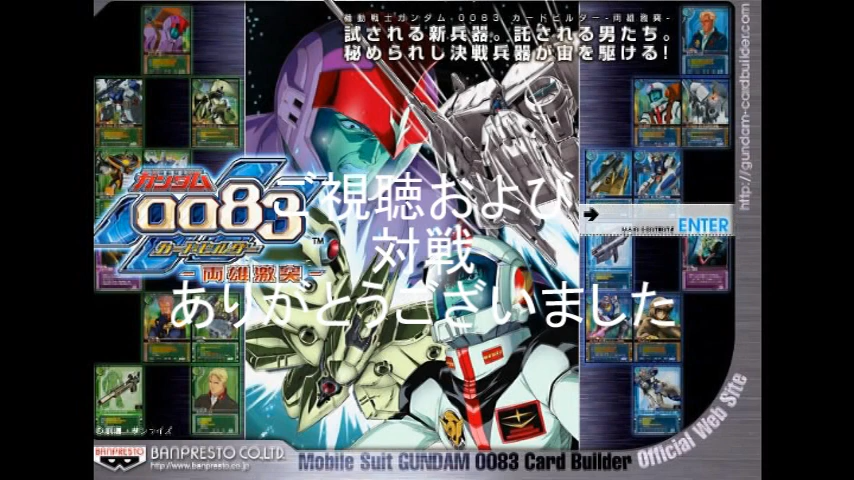 機動戦士ガンダム-0083 カードビルダー-両雄激突-
試される新兵器。託される男たち。
秘められし決戦兵器が宙を駆ける!
http://gundam-cardbuilder.com
ガンダム
0083
カードビルダー
TM
-両雄激突-
ご視聴および
対戦
ありがとうございました
ENTER
BANPRESTO
BANPRESTO CO.,LTD.
http://www.banpresto.co.jp
Mobile Suit GUNDAM 0083 Card Builder Official Web Site